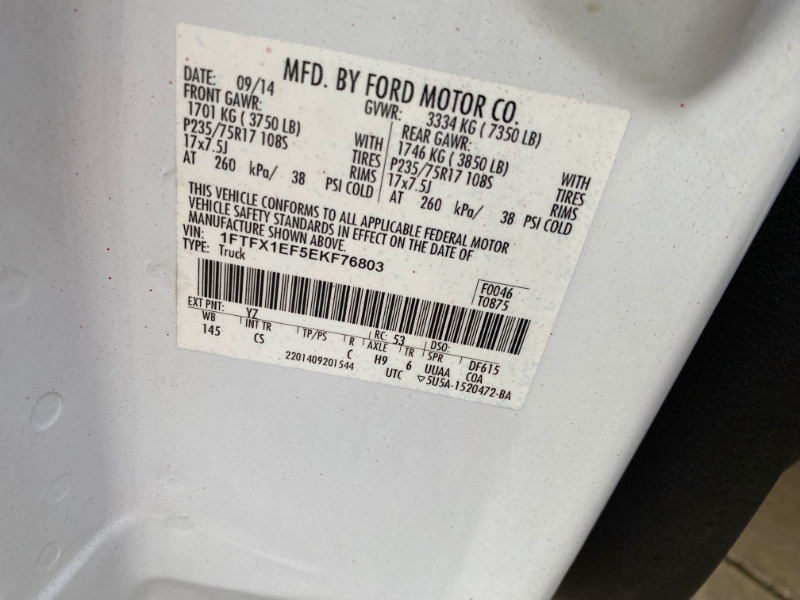 MFD. BY FORD MOTOR CO.
DATE: 09/14 GVWR: 3334 KG ( 7350 LB)
FRONT GAWR: REAR GAWR:
1701 KG ( 3750 LB) 1746 KG ( 3850 LB)
WITH WITH
P235/75R17 108S TIRES P235/75R17 108S TIRES
17x7.5J RIMS 17x7.5J RIMS
AT 260 kPa/ 38 PSI COLD AT 260 kPa/ 38 PSI COLD
THIS VEHICLE CONFORMS TO ALL APPLICABLE FEDERAL MOTOR
VEHICLE SAFETY STANDARDS IN EFFECT ON THE DATE OF
MANUFACTURE SHOWN ABOVE.
VIN: 1FTFX1EF5EKF76803
TYPE: Truck
F0046
T0875
EXT PNT: YZ RC: 53 DSO:
WB INT TR TP/PS R AXLE TR SPR DF615
145 CS C H9 6 UUAA COA
2201409201544 UTC ▽5U5A-1520472-BA